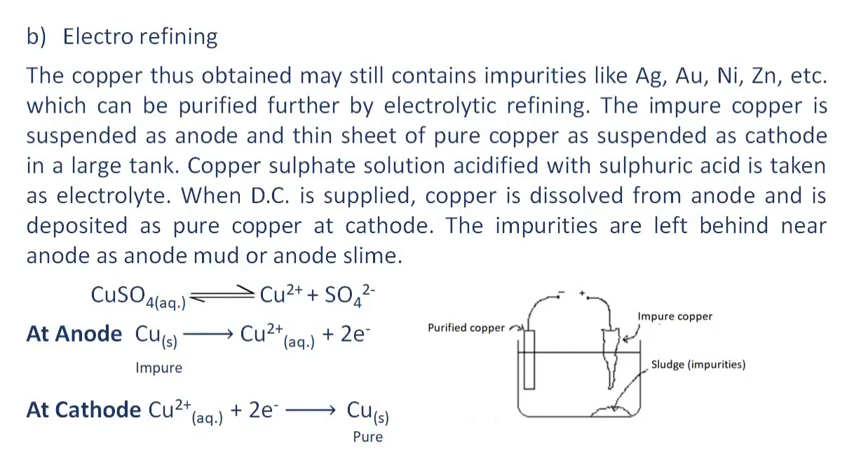 b) Electro refining
The copper thus obtained may still contains impurities like Ag, Au, Ni, Zn, etc.
which can be purified further by electrolytic refining. The impure copper is
suspended as anode and thin sheet of pure copper as suspended as cathode
in a large tank. Copper sulphate solution acidified with sulphuric acid is taken
as electrolyte. When D.C. is supplied, copper is dissolved from anode and is
deposited as pure copper at cathode. The impurities are left behind near
anode as anode mud or anode slime.
CuSO₄(aq.) ⇌ Cu²⁺ + SO₄²⁻
At Anode Cu(s) ⟶ Cu²⁺(aq.) + 2e⁻
Impure
At Cathode Cu²⁺(aq.) + 2e⁻ ⟶ Cu(s)
Pure
− +
Impure copper
Purified copper
Sludge (impurities)